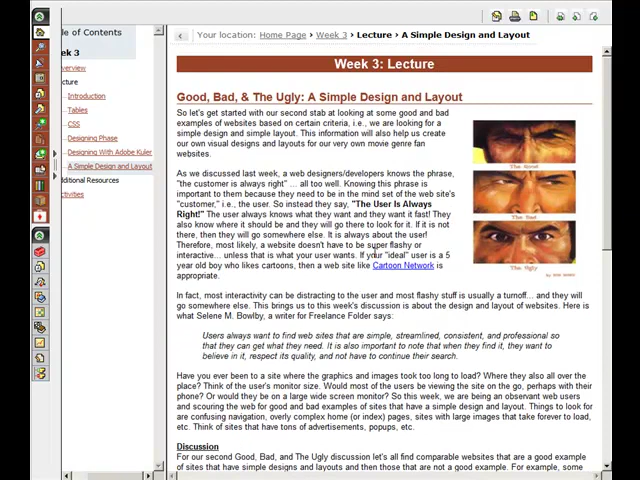 le of Contents
Your location: Home Page › Week 3 › Lecture › A Simple Design and Layout
ek 3
Week 3: Lecture
verview
cture
Introduction
Tables
CSS
Designing Phase
Designing With Adobe Kuler
A Simple Design and Layout
dditional Resources
ctivities
Good, Bad, & The Ugly: A Simple Design and Layout
So let's get started with our second stab at looking at some good and bad
examples of websites based on certain criteria, i.e., we are looking for a
simple design and simple layout. This information will also help us create
our own visual designs and layouts for our very own movie genre fan
websites.
As we discussed last week, a web designers/developers knows the phrase,
"the customer is always right" ... all too well. Knowing this phrase is
important to them because they need to be in the mind set of the web site's
"customer," i.e., the user. So instead they say, "The User Is Always
Right!" The user always knows what they want and they want it fast! They
also know where it should be and they will go there to look for it. If it is not
there, then they will go somewhere else. It is always about the user!
Therefore, most likely, a website doesn't have to be super flashy or
interactive... unless that is what your user wants. If your "ideal" user is a 5
year old boy who likes cartoons, then a web site like Cartoon Network is
appropriate.
The Good
The Bad
The Ugly
In fact, most interactivity can be distracting to the user and most flashy stuff is usually a turnoff... and they will
go somewhere else. This brings us to this week's discussion is about the design and layout of websites. Here is
what Selene M. Bowlby, a writer for Freelance Folder says:
Users always want to find web sites that are simple, streamlined, consistent, and professional so
that they can get what they need. It is also important to note that when they find it, they want to
believe in it, respect its quality, and not have to continue their search.
Have you ever been to a site where the graphics and images took too long to load? Where they also all over the
place? Think of the user's monitor size. Would most of the users be viewing the site on the go, perhaps with their
phone? Or would they be on a large wide screen monitor? So this week, we are being an observant web users
and scouring the web for good and bad examples of sites that have a simple design and layout. Things to look for
are confusing navigation, overly complex home (or index) pages, sites with large images that take forever to load,
etc. Think of sites that have tons of advertisements, popups, etc.
Discussion
For our second Good, Bad, and The Ugly discussion let's all find comparable websites that are a good example
of sites that have simple designs and layouts and then those that are not a good example. For example, some